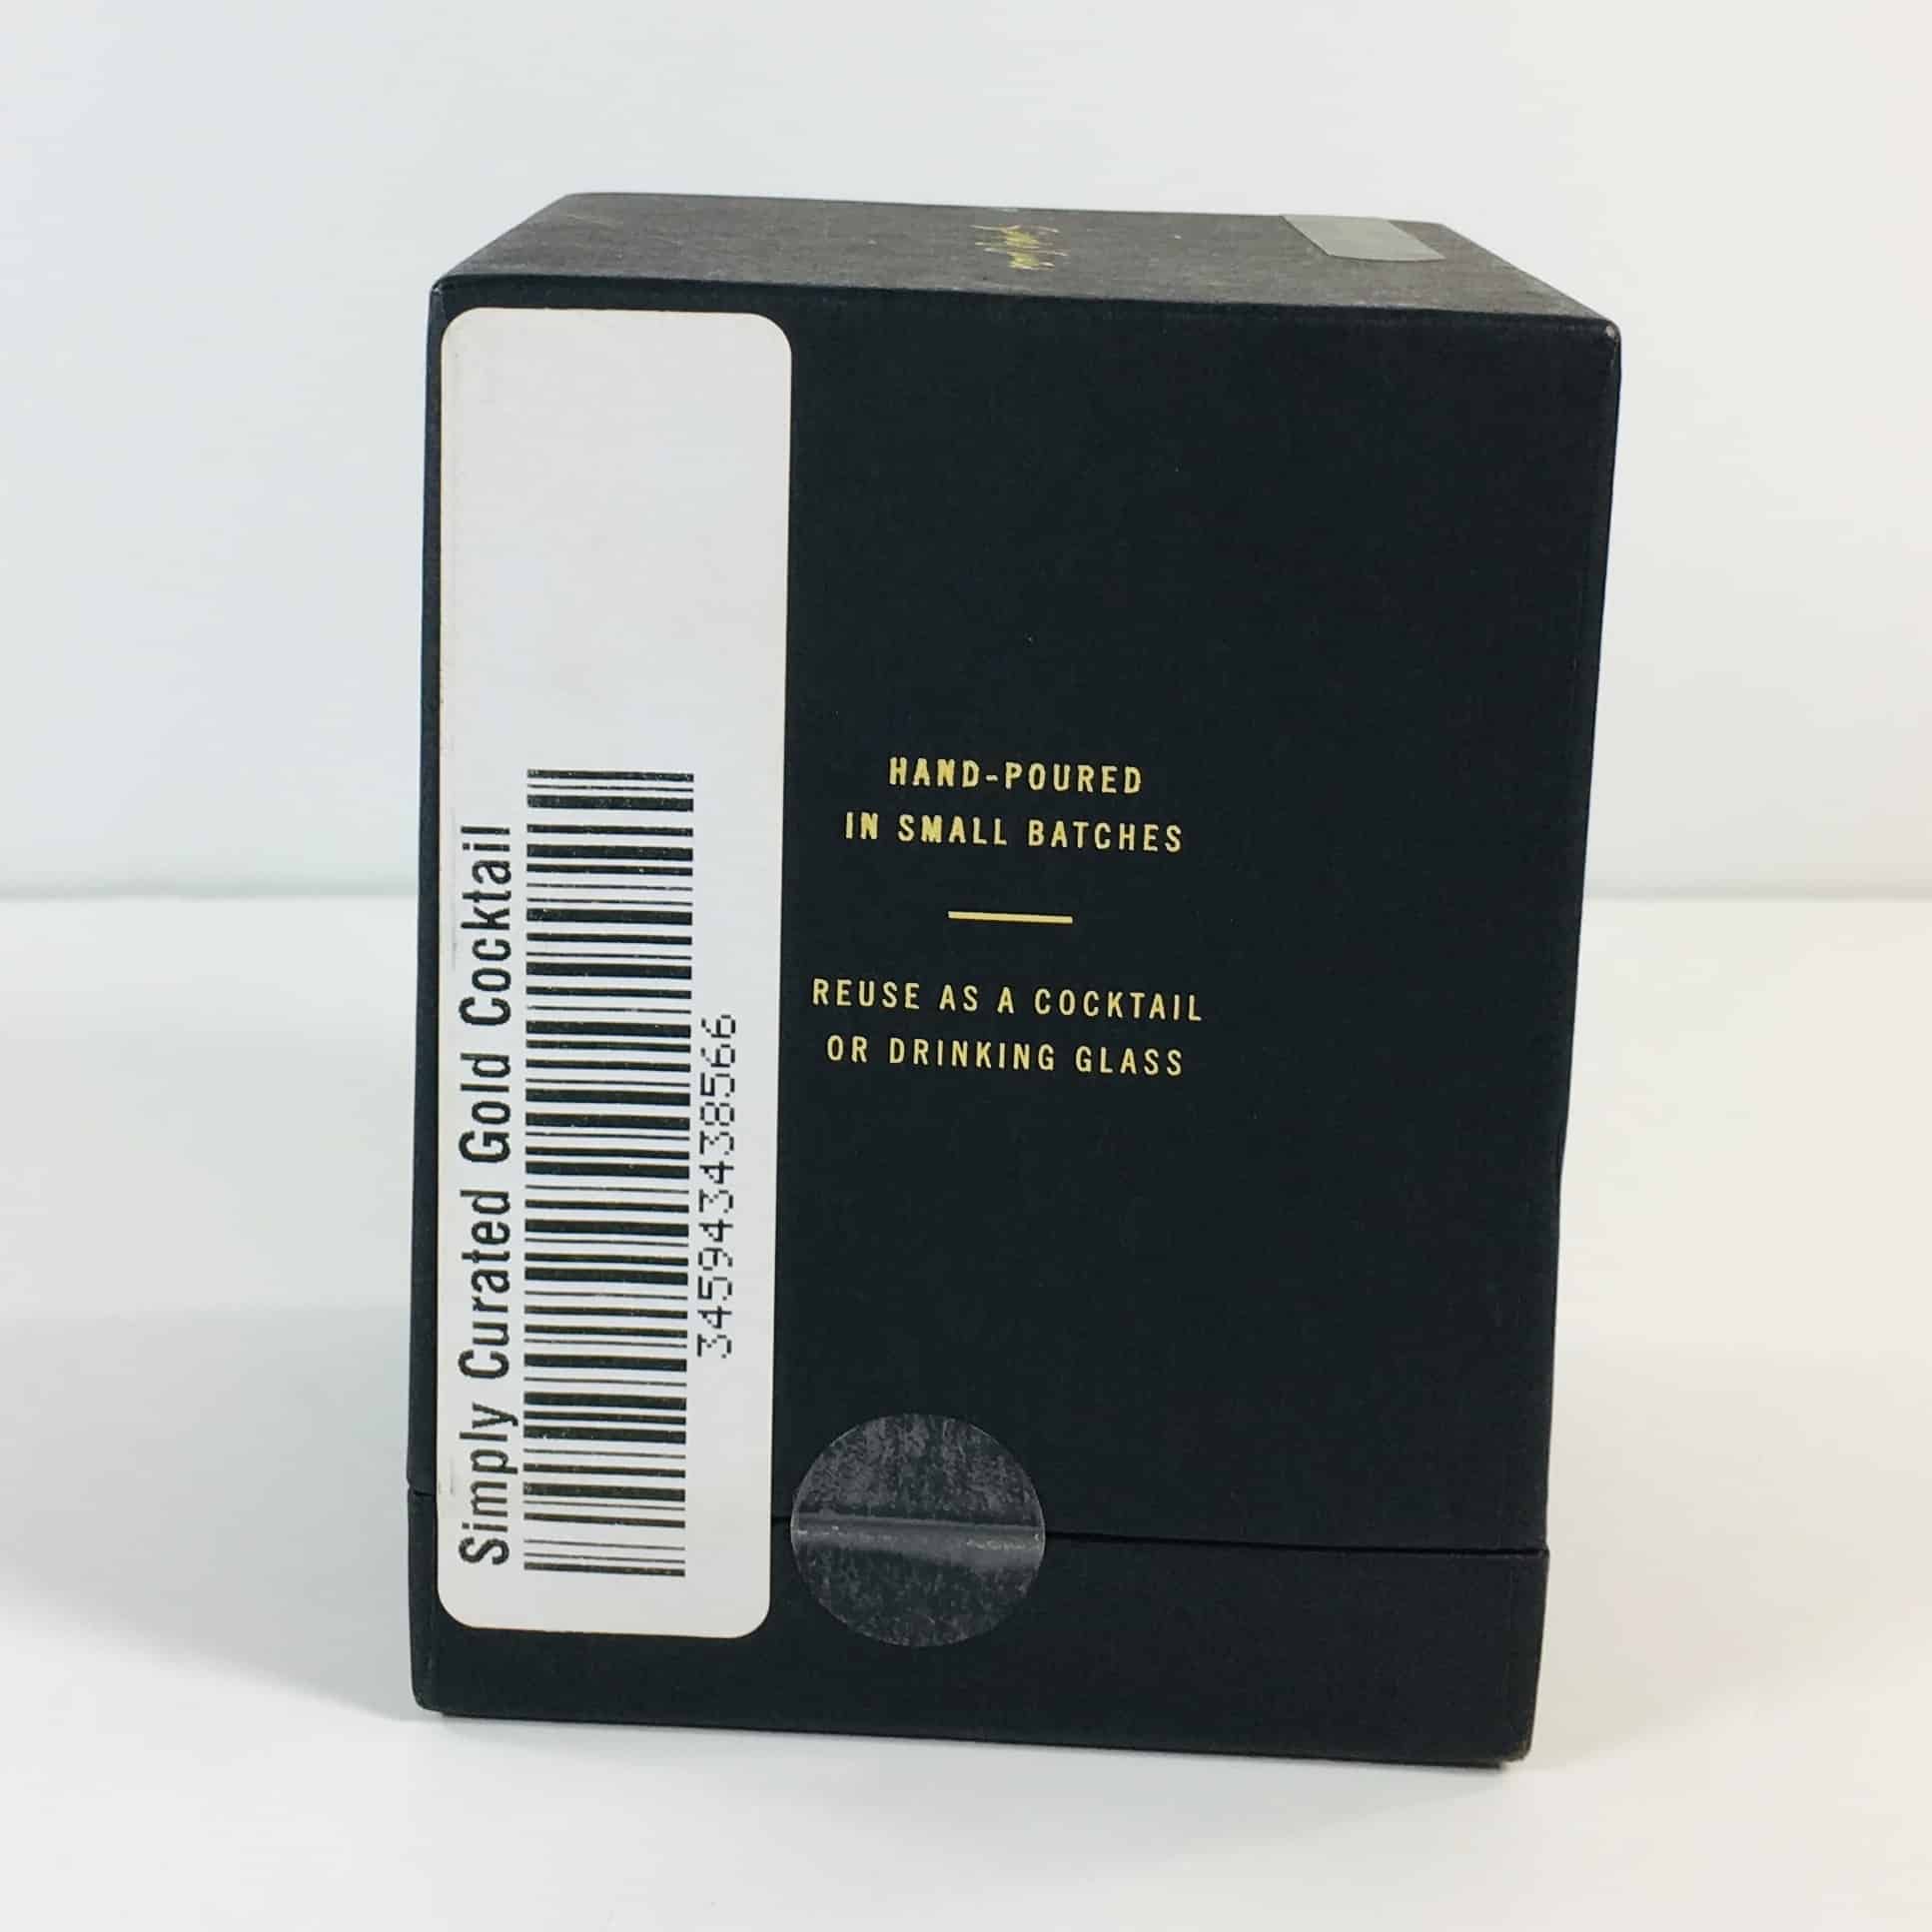 Simply Curated Gold Cocktail
345943438566
HAND-POURED
IN SMALL BATCHES
REUSE AS A COCKTAIL
OR DRINKING GLASS